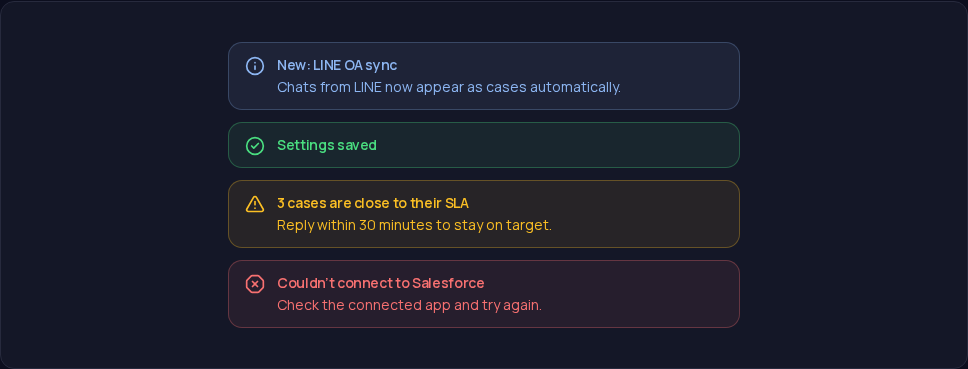 New: LINE OA sync
Chats from LINE now appear as cases automatically.
Settings saved
3 cases are close to their SLA
Reply within 30 minutes to stay on target.
Couldn't connect to Salesforce
Check the connected app and try again.